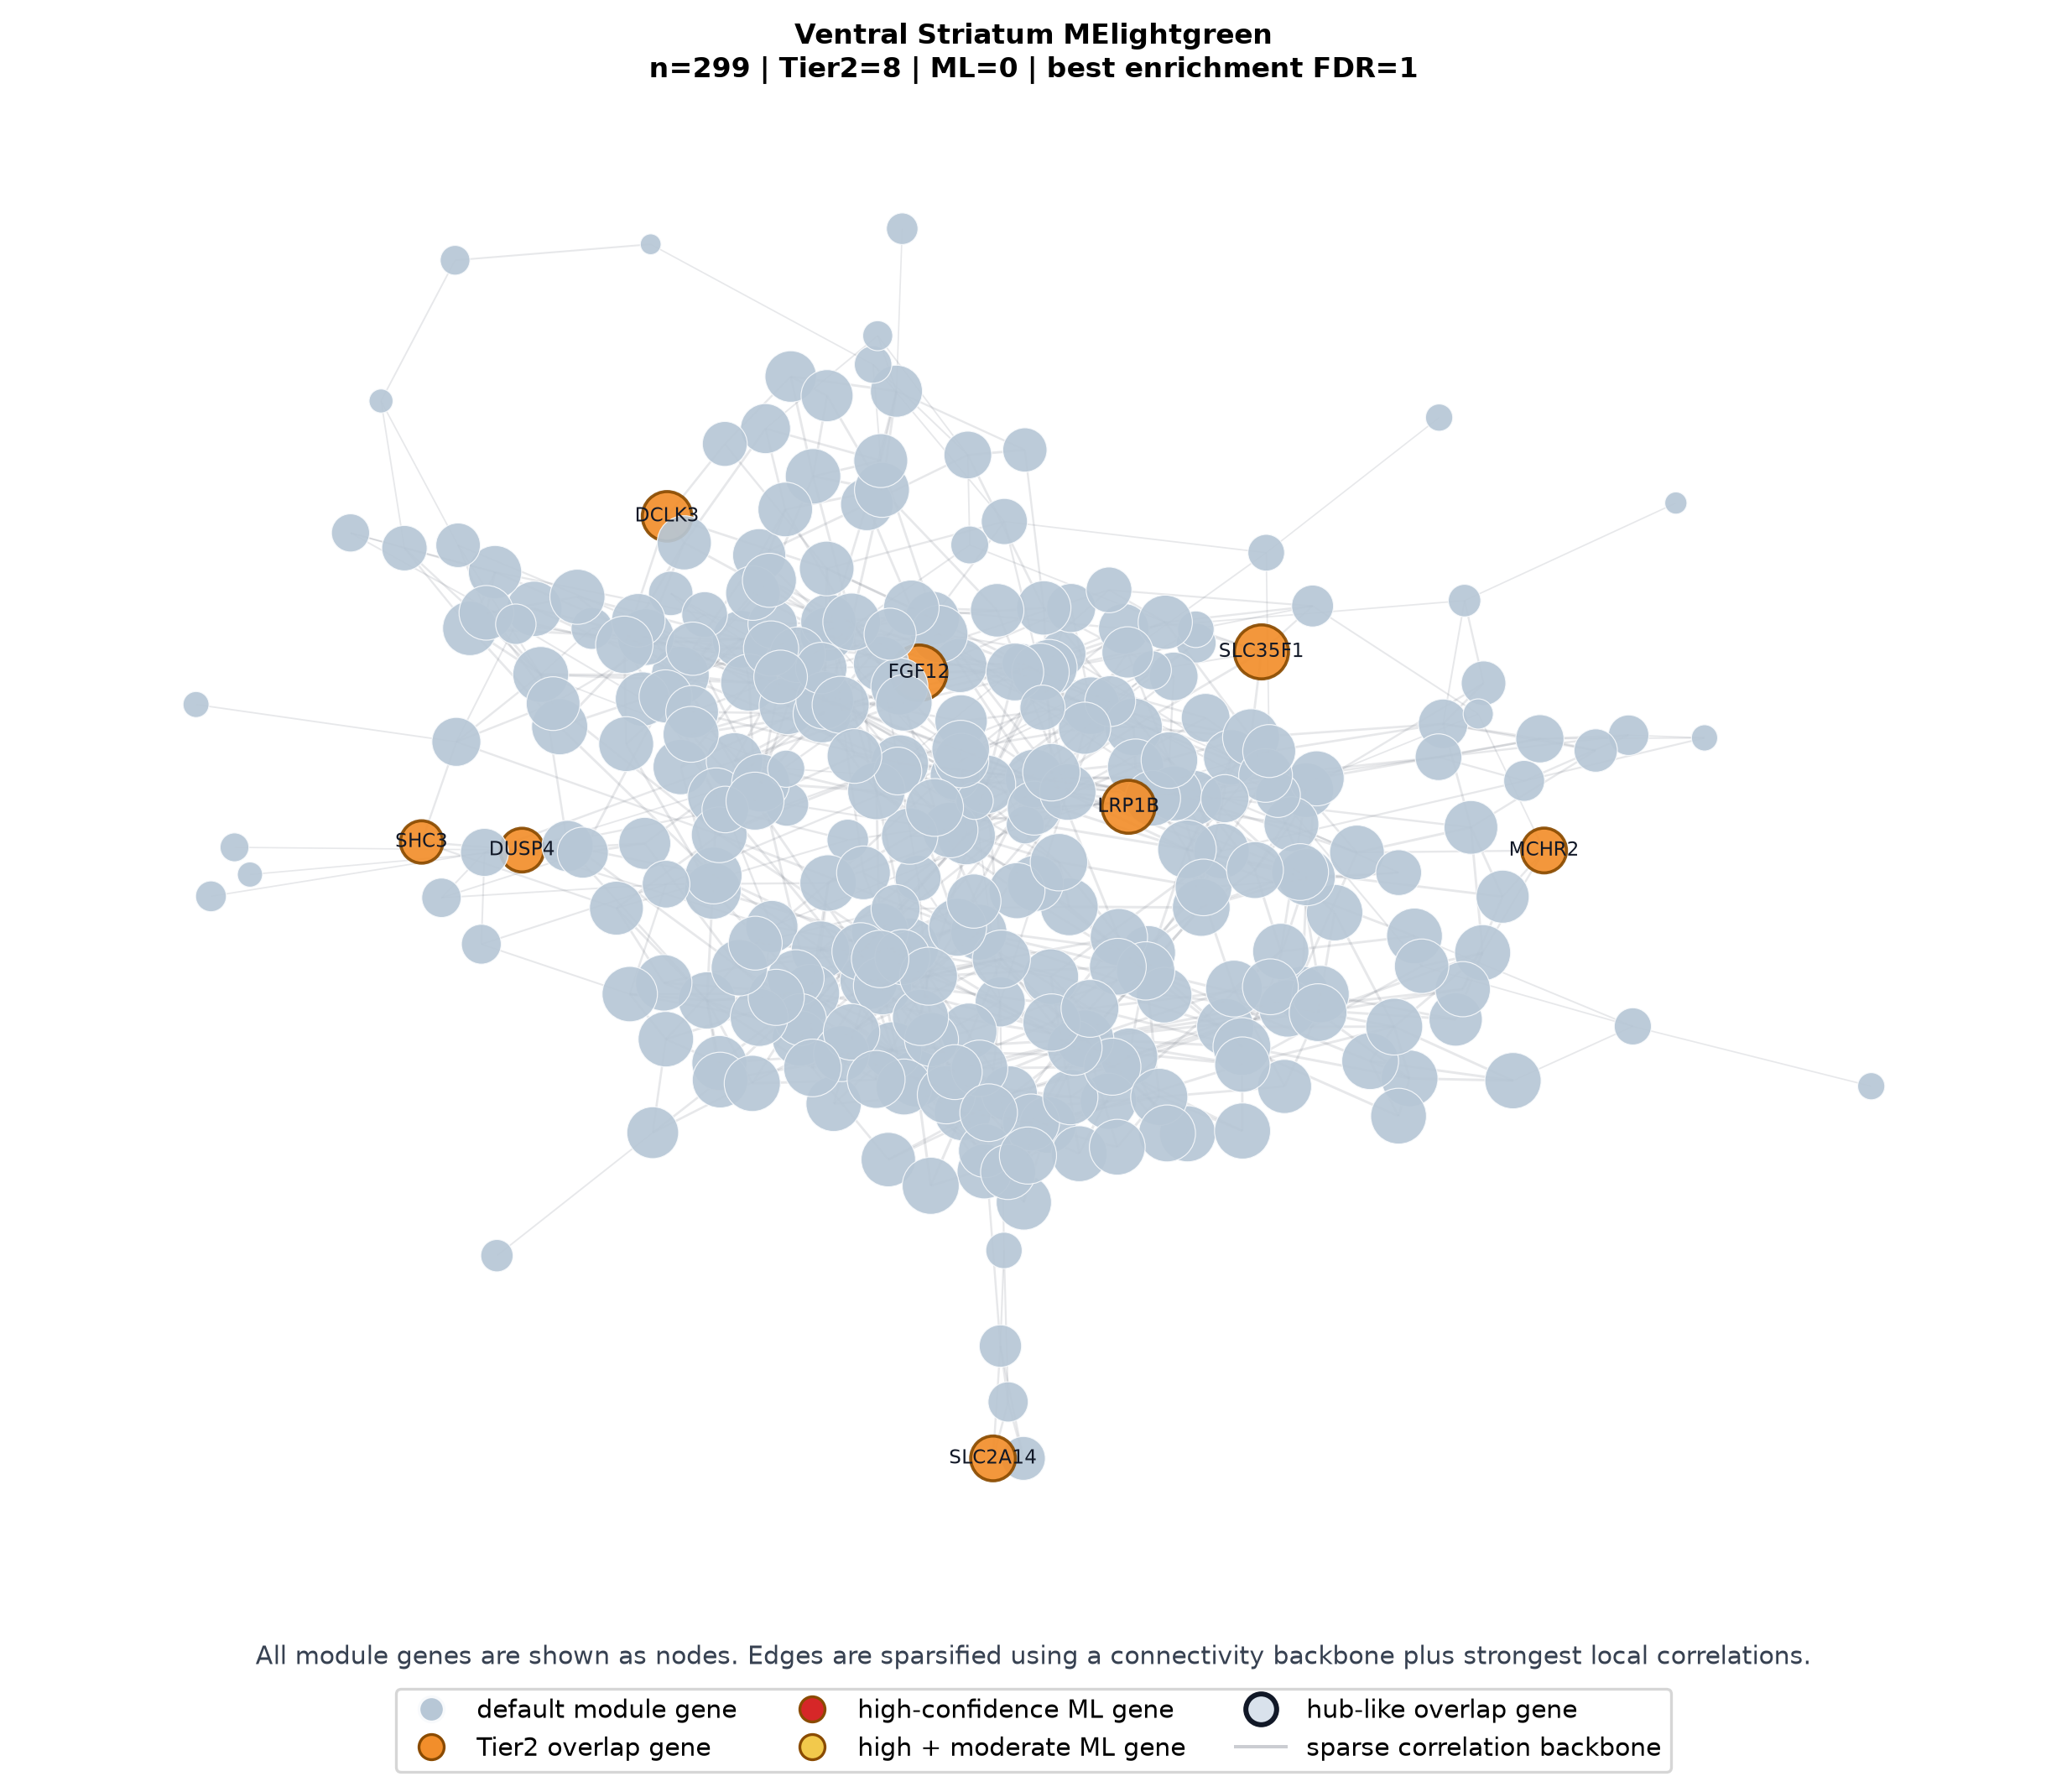 Ventral Striatum MElightgreen
n=299 | Tier2=8 | ML=0 | best enrichment FDR=1
DCLK3
SLC35F1
FGF12
LRP1B
SHC3
DUSP4
MCHR2
SLC2A14
All module genes are shown as nodes. Edges are sparsified using a connectivity backbone plus strongest local correlations.
default module gene
Tier2 overlap gene
high-confidence ML gene
high + moderate ML gene
hub-like overlap gene
sparse correlation backbone